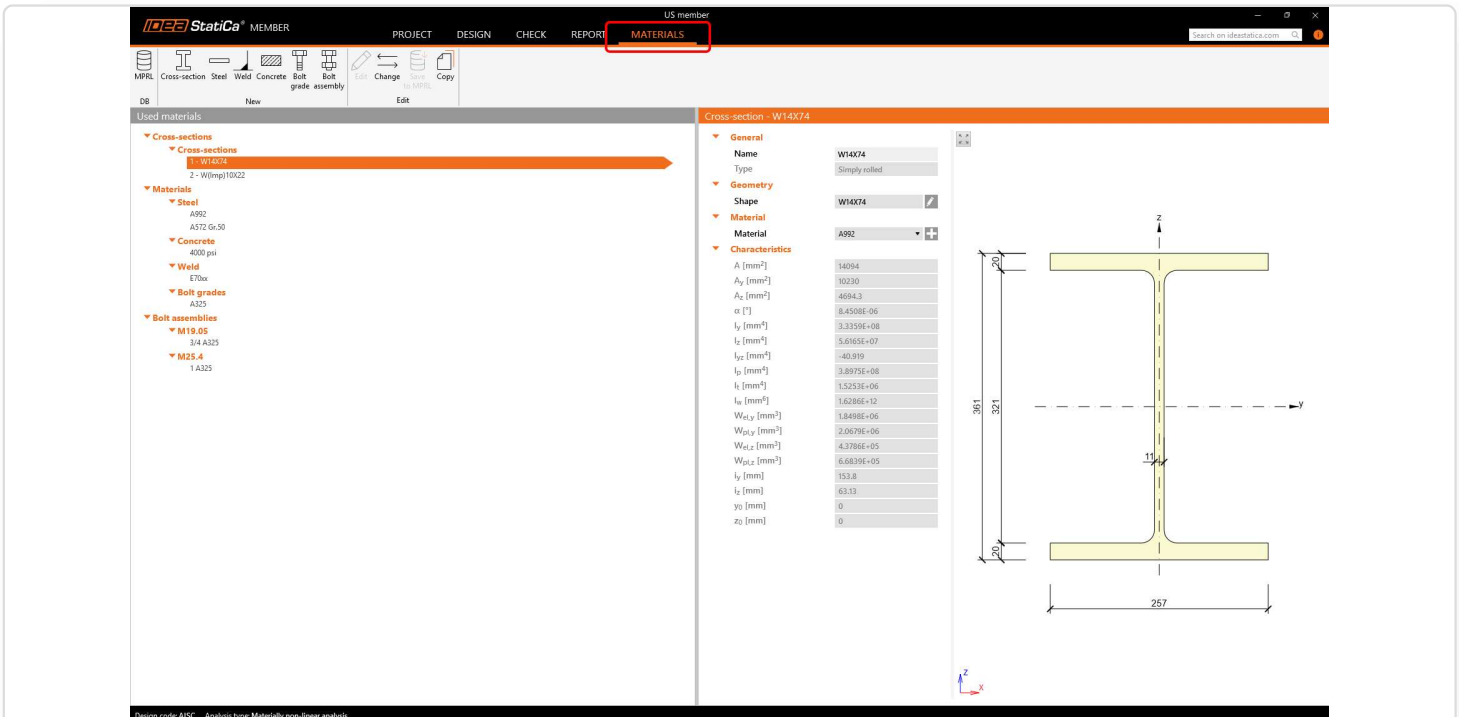 US member
IDEA StatiCa® MEMBER
PROJECT DESIGN CHECK REPORT MATERIALS
Search on ideastatica.com
MPRL Cross-section Steel Weld Concrete Bolt grade Bolt assembly Edit Change Save to MPRL Copy
DB New Edit
Used materials
Cross-sections
Cross-sections
1 - W14X74
2 - W(Imp)10X22
Materials
Steel
A992
A572 Gr.50
Concrete
4000 psi
Weld
E70xx
Bolt grades
A325
Bolt assemblies
M19.05
3/4 A325
M25.4
1 A325
Cross-section - W14X74
General
Name W14X74
Type Simply rolled
Geometry
Shape W14X74
Material
Material A992
Characteristics
A [mm²] 14094
Ay [mm²] 10230
Az [mm²] 4694.3
α [°] 8.4508E-06
Iy [mm⁴] 3.3359E+08
Iz [mm⁴] 5.6165E+07
Iyz [mm⁴] -40.919
Ip [mm⁴] 3.8975E+08
It [mm⁴] 1.5253E+06
Iw [mm⁶] 1.6286E+12
Wel,y [mm³] 1.8498E+06
Wpl,y [mm³] 2.0679E+06
Wel,z [mm³] 4.3786E+05
Wpl,z [mm³] 6.6839E+05
iy [mm] 153.8
iz [mm] 63.13
y0 [mm] 0
z0 [mm] 0
z
20
361
321
y
11
20
257
z
x
Design code: AISC Analysis type: Materially non-linear analysis